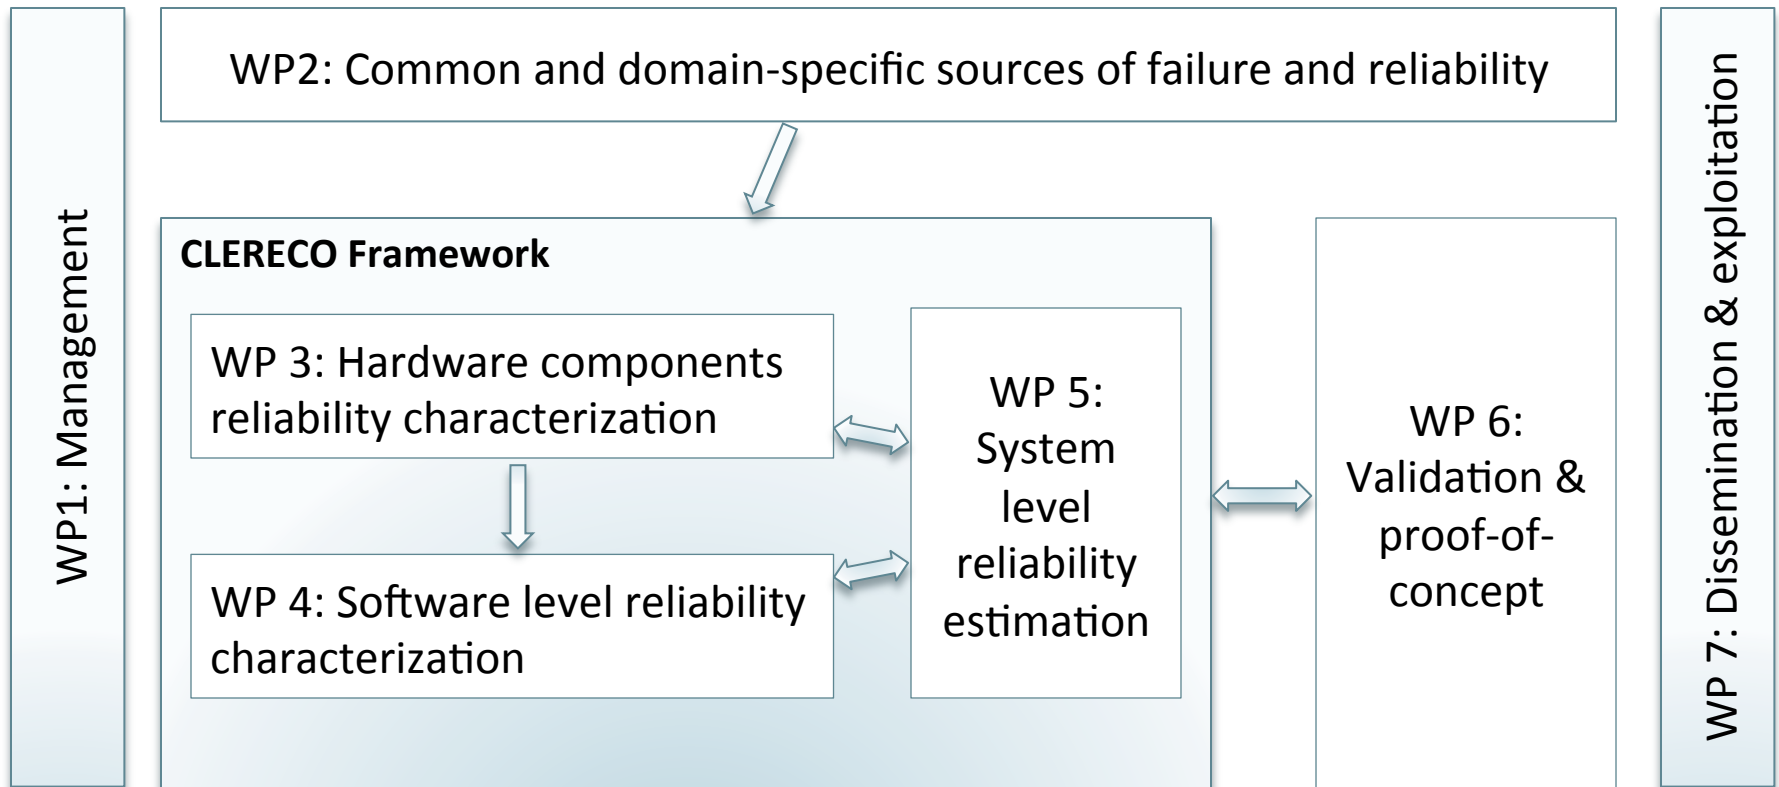 WP1: Management
WP2: Common and domain-specific sources of failure and reliability
CLERECO Framework
WP 3: Hardware components
reliability characterization
WP 4: Software level reliability
characterization
WP 5:
System
level
reliability
estimation
WP 6:
Validation &
proof-of-
concept
WP 7: Dissemination & exploitation